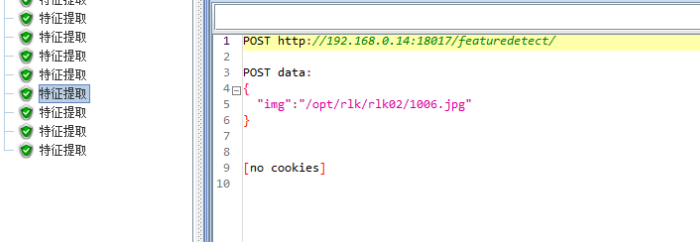 特征提取
特征提取
特征提取
特征提取
特征提取
特征提取
特征提取
特征提取
特征提取
1 POST http://192.168.0.14:18017/featuredetect/
2
3 POST data:
4 {
5 "img":"/opt/rlk/rlk02/1006.jpg"
6 }
7
8
9 [no cookies]
10